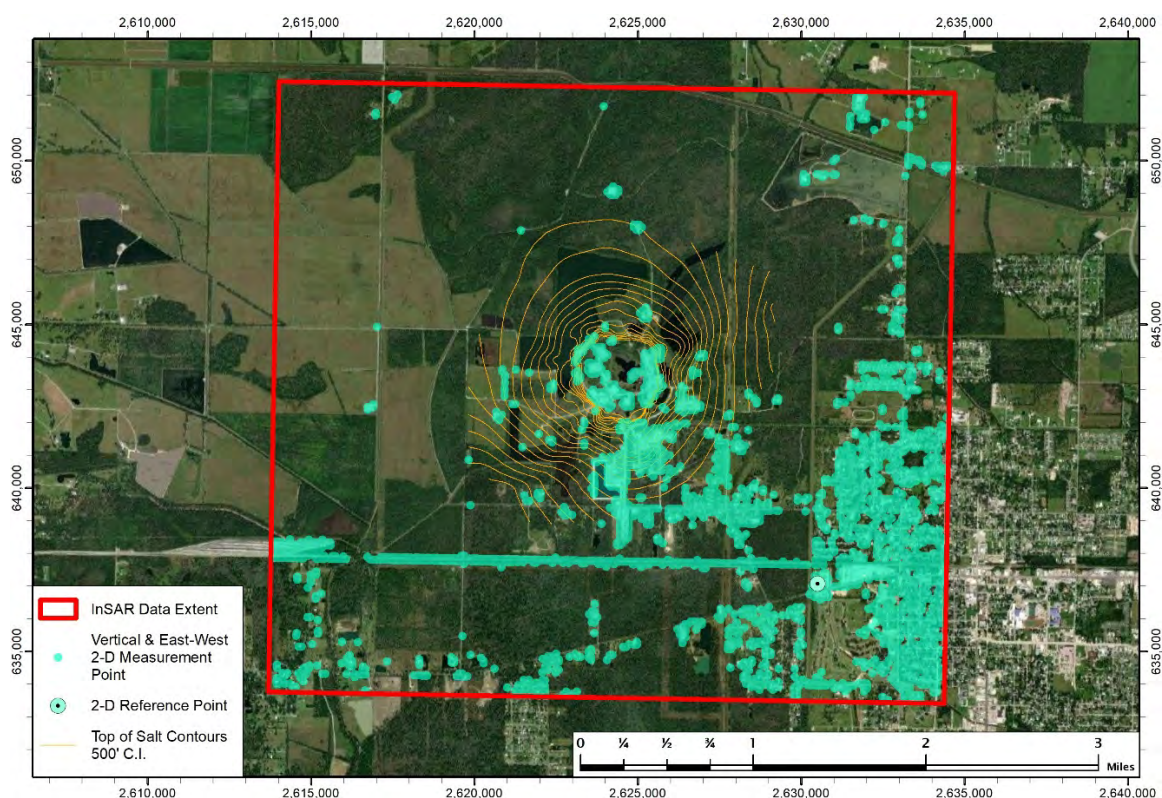 2,610,000 2,615,000 2,620,000 2,625,000 2,630,000 2,635,000 2,640,000
650,000 650,000
645,000 645,000
640,000 640,000
635,000 635,000
InSAR Data Extent
Vertical & East-West
2-D Measurement
Point
2-D Reference Point
Top of Salt Contours
500' C.I.
0 ¼ ½ ¾ 1 2 3
Miles
2,610,000 2,615,000 2,620,000 2,625,000 2,630,000 2,635,000 2,640,000